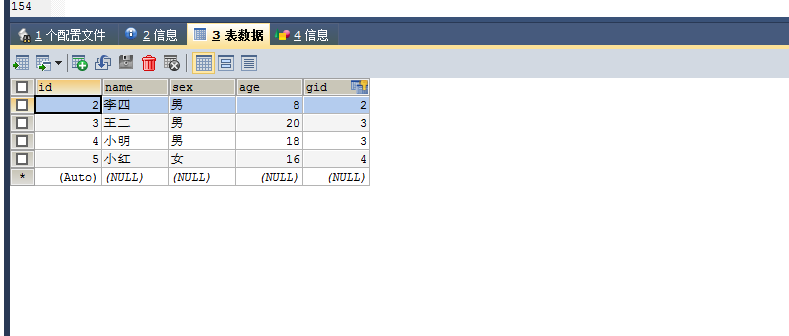 154
1 个配置文件 2 信息 3 表数据 4 信息
id name sex age gid
2 李四 男 8 2
3 王二 男 20 3
4 小明 男 18 3
5 小红 女 16 4
* (Auto) (NULL) (NULL) (NULL) (NULL)